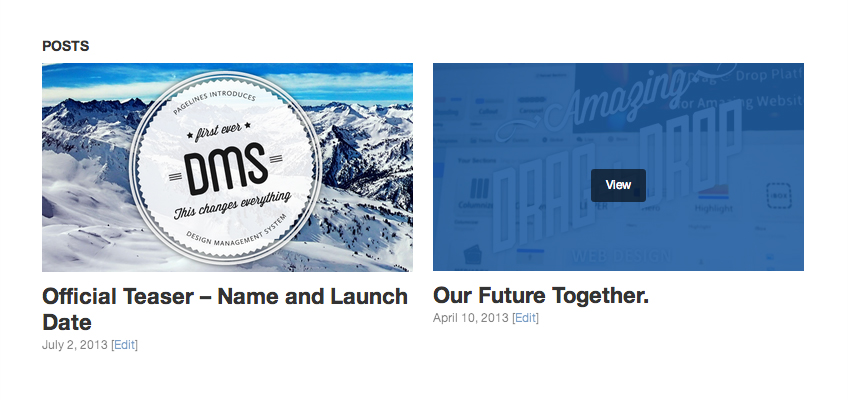 POSTS
PAGELINES INTRODUCES
first ever
DMS
This changes everything
DESIGN MANAGEMENT SYSTEM
Official Teaser – Name and Launch
Date
July 2, 2013 [Edit]
Amazing
Drop Platf
for Amazing Websit
DRAG DROP
View
Highlight
WEB DESIGN
Our Future Together.
April 10, 2013 [Edit]